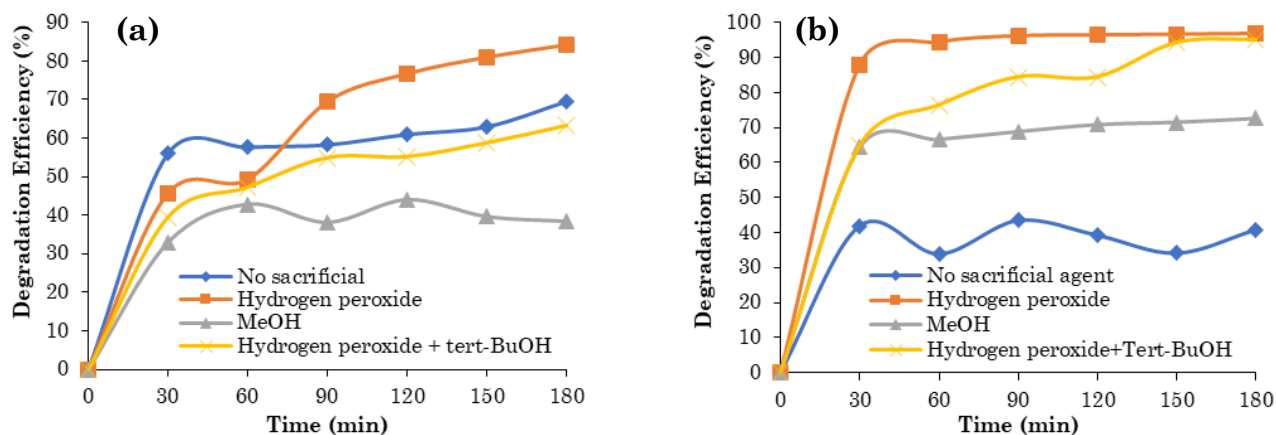 (a)
Degradation Efficiency (%)
90
80
70
60
50
40
30
20
10
0
No sacrificial
Hydrogen peroxide
MeOH
Hydrogen peroxide + tert-BuOH
0 30 60 90 120 150 180
Time (min)
(b)
Degradation Efficiency (%)
100
90
80
70
60
50
40
30
20
10
0
No sacrificial agent
Hydrogen peroxide
MeOH
Hydrogen peroxide+Tert-BuOH
0 30 60 90 120 150 180
Time (min)